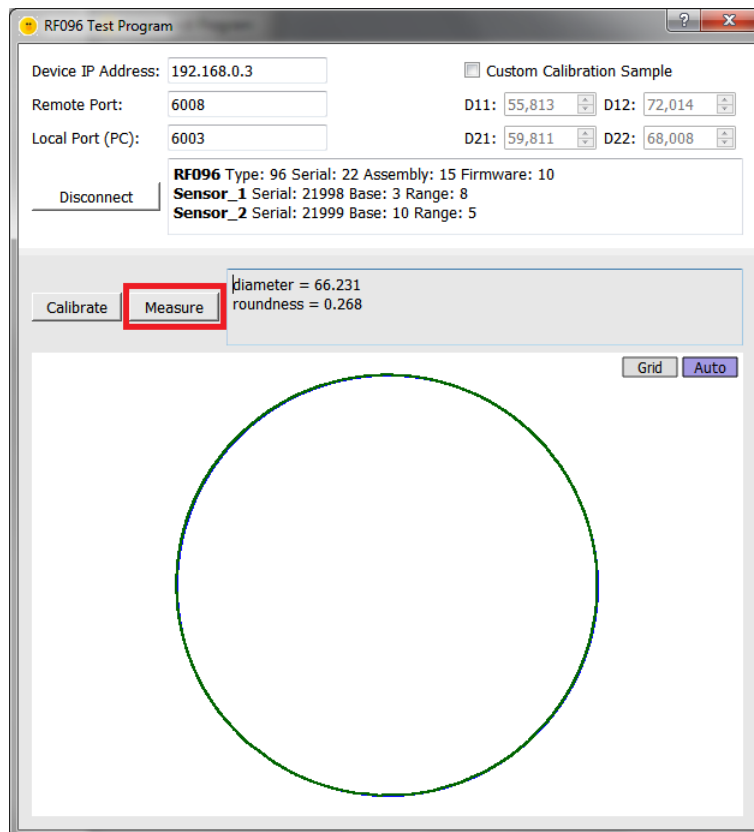 RF096 Test Program
Device IP Address: 192.168.0.3
Custom Calibration Sample
Remote Port: 6008
D11: 55,813 D12: 72,014
Local Port (PC): 6003
D21: 59,811 D22: 68,008
Disconnect
RF096 Type: 96 Serial: 22 Assembly: 15 Firmware: 10
Sensor_1 Serial: 21998 Base: 3 Range: 8
Sensor_2 Serial: 21999 Base: 10 Range: 5
Calibrate Measure
diameter = 66.231
roundness = 0.268
Grid Auto